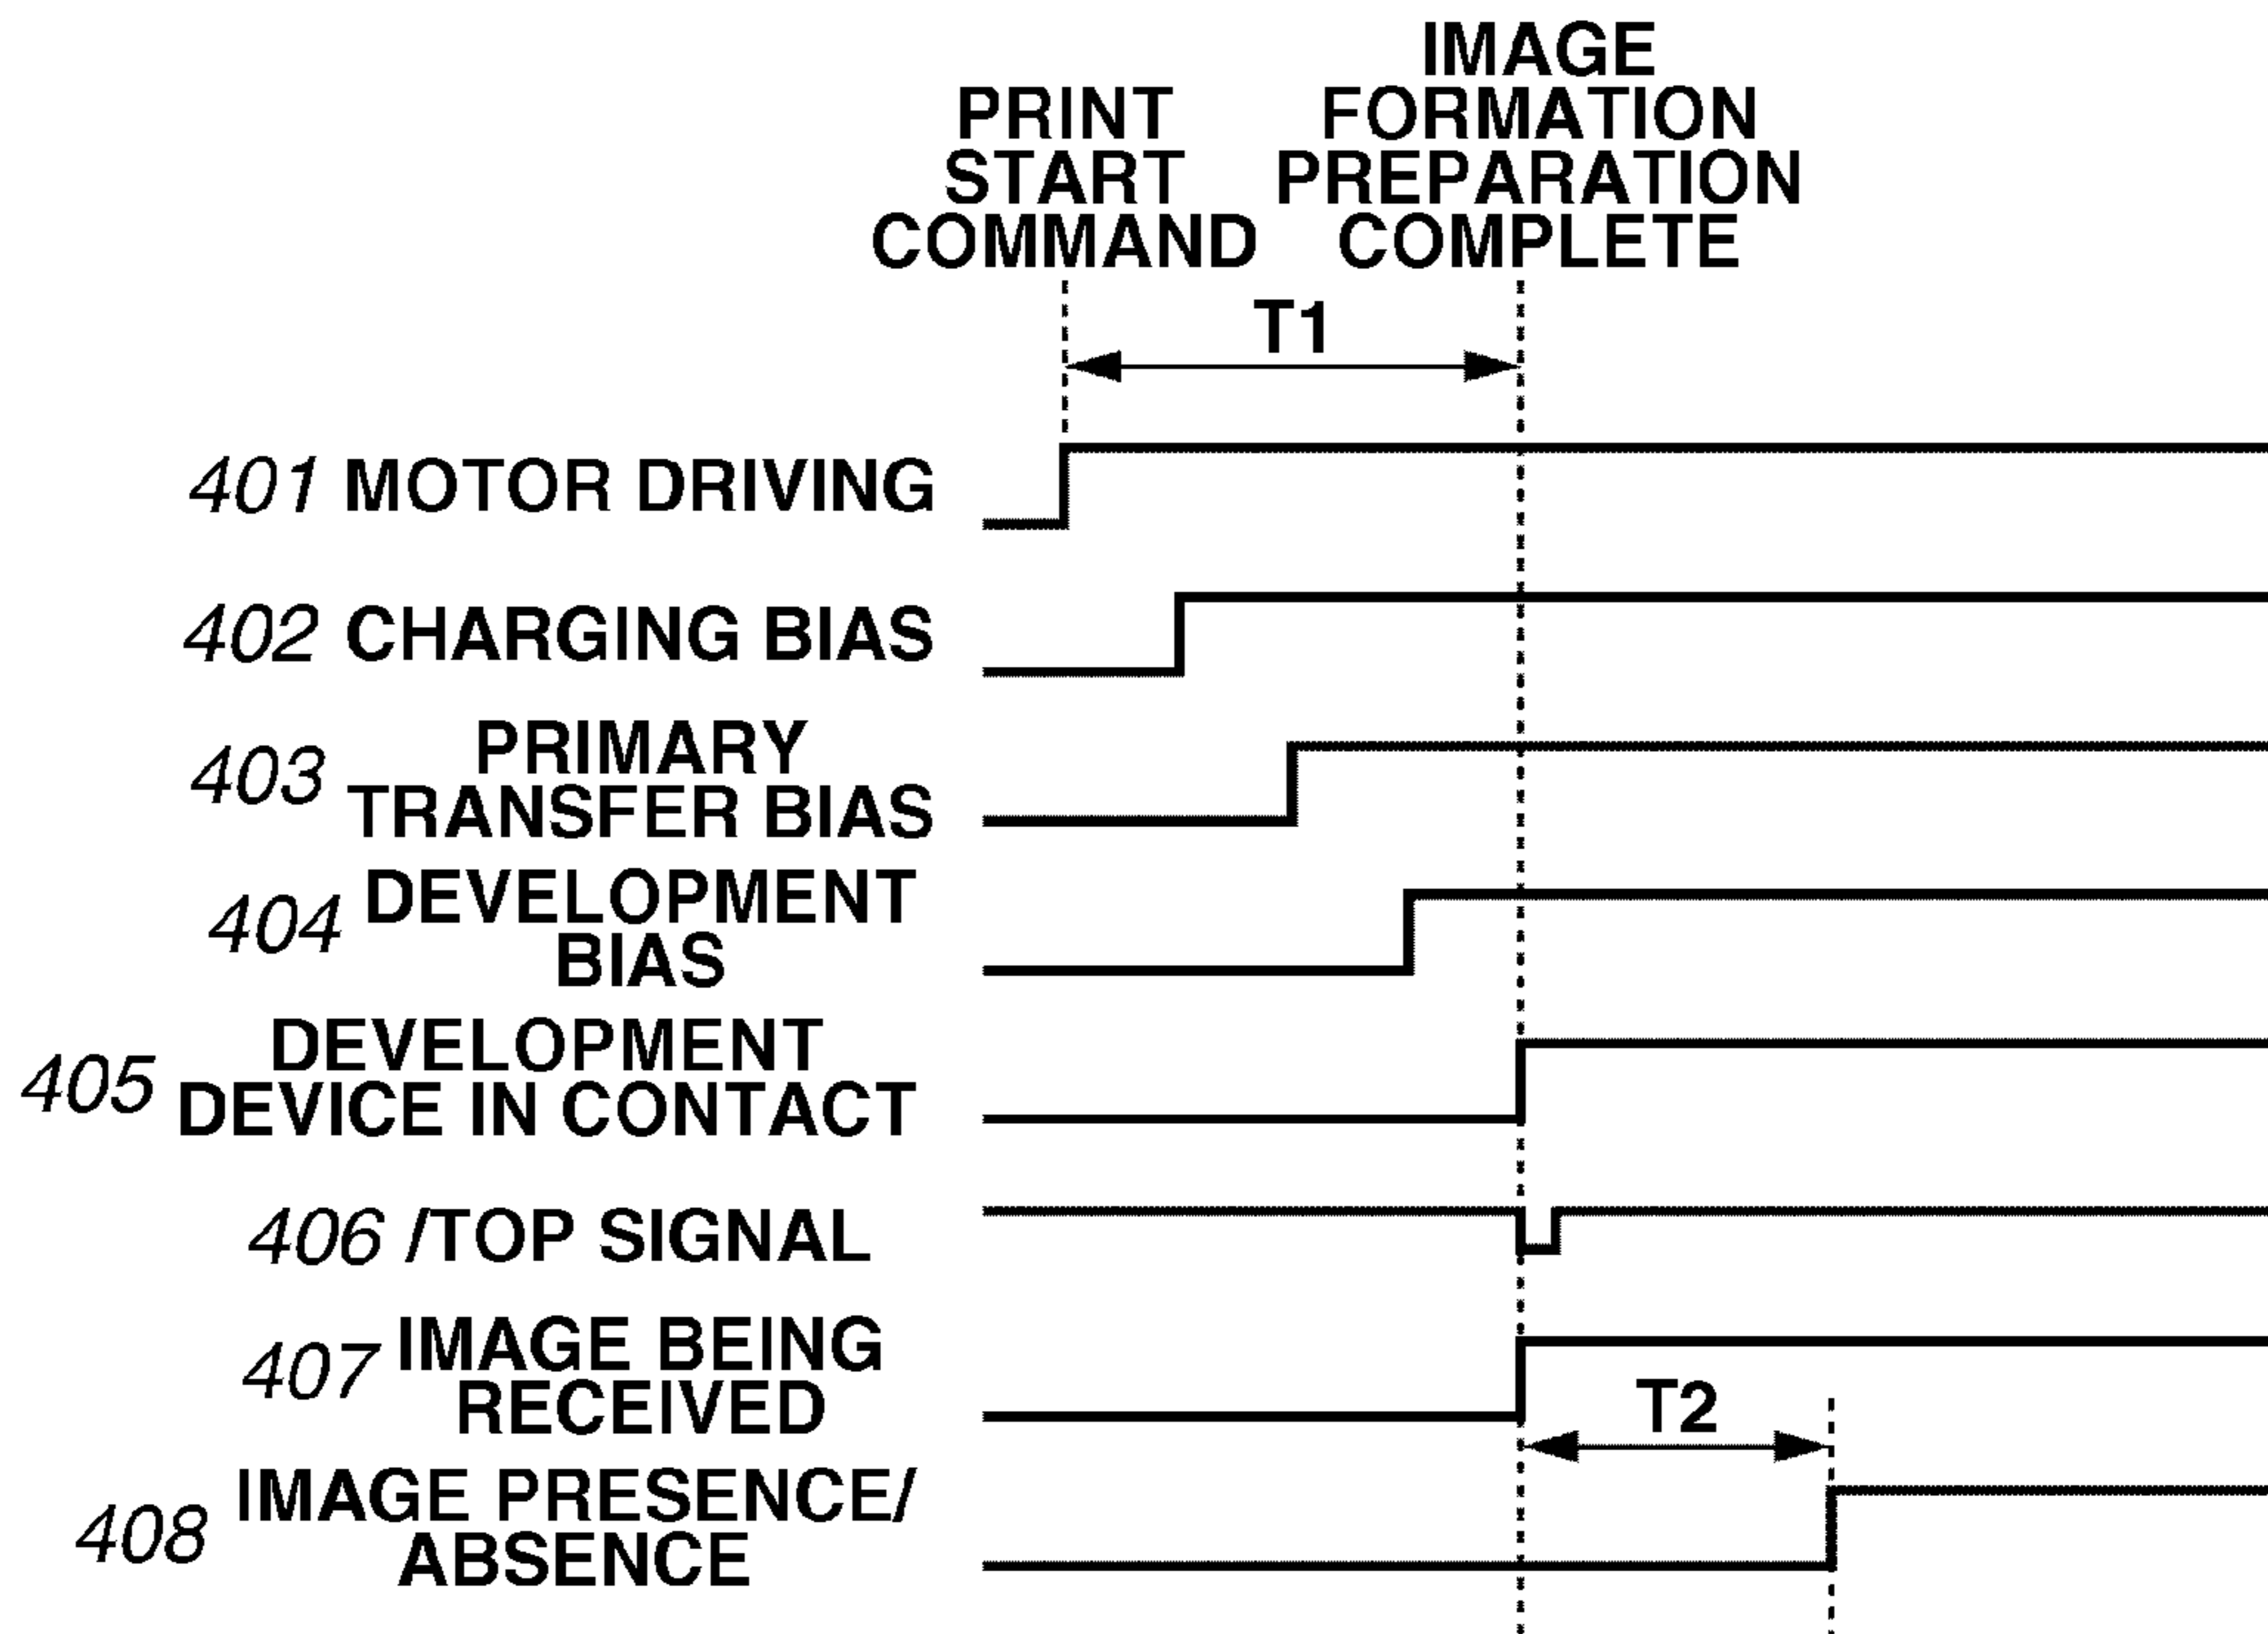 PRINT
START
COMMAND
IMAGE
FORMATION
PREPARATION
COMPLETE
T1
401 MOTOR DRIVING
402 CHARGING BIAS
403 PRIMARY
TRANSFER BIAS
404 DEVELOPMENT
BIAS
405 DEVELOPMENT
DEVICE IN CONTACT
406 /TOP SIGNAL
407 IMAGE BEING
RECEIVED
T2
408 IMAGE PRESENCE/
ABSENCE